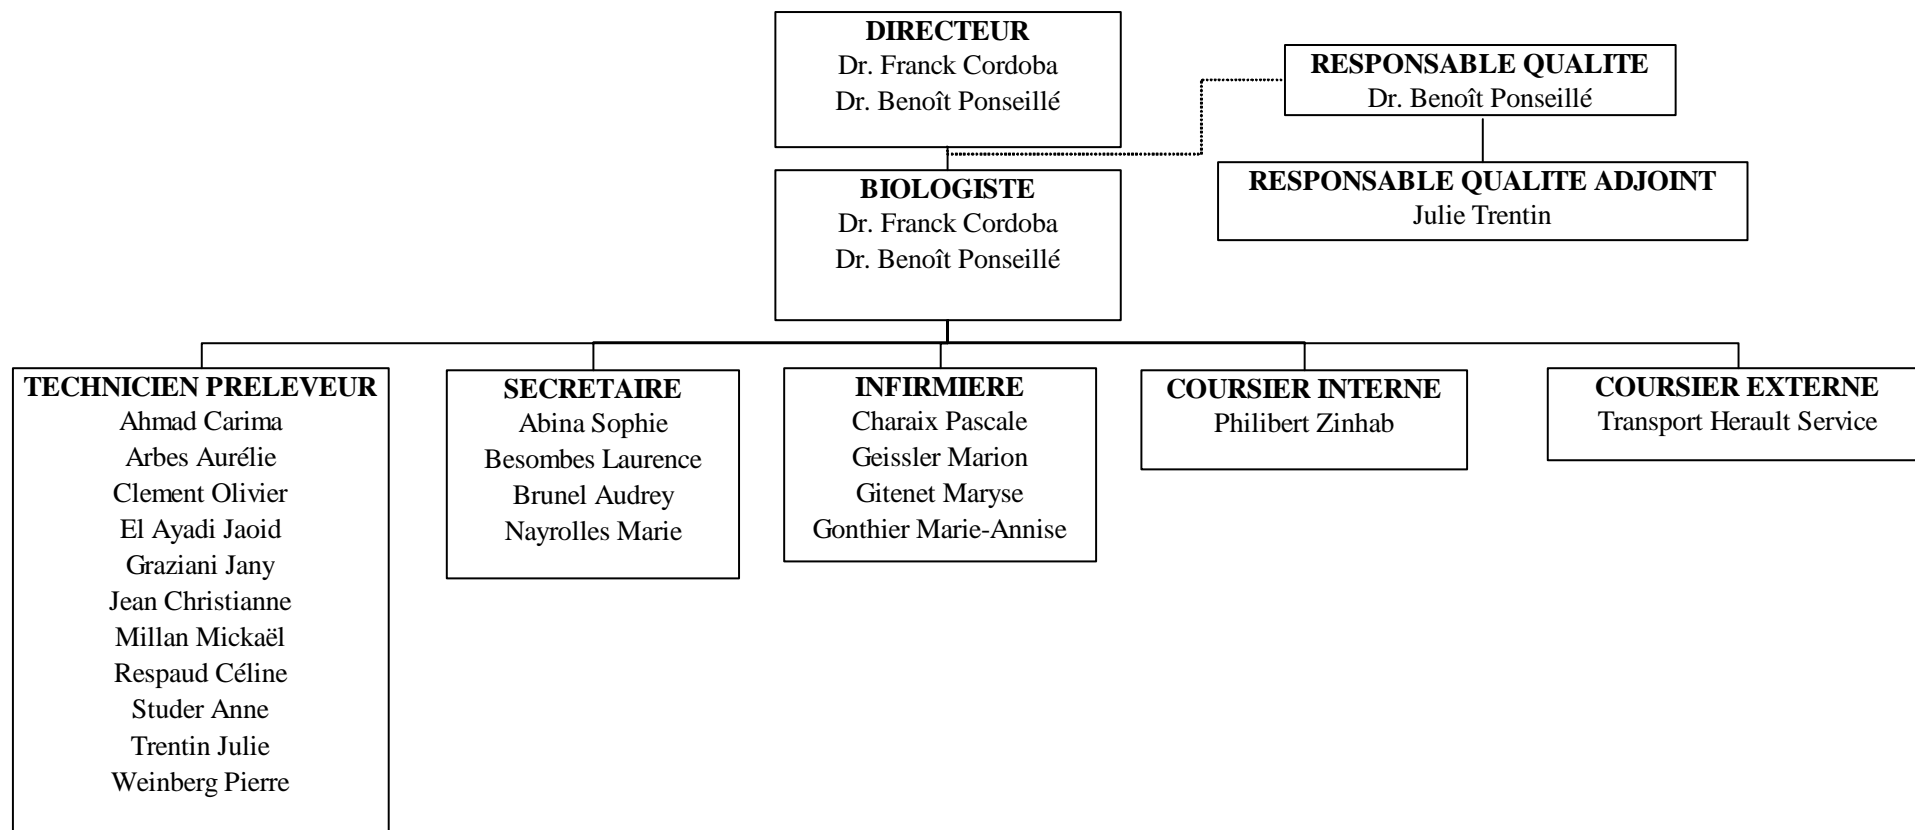 DIRECTEUR
Dr. Franck Cordoba
Dr. Benoît Ponseillé
RESPONSABLE QUALITE
Dr. Benoît Ponseillé
RESPONSABLE QUALITE ADJOINT
Julie Trentin
BIOLOGISTE
Dr. Franck Cordoba
Dr. Benoît Ponseillé
TECHNICIEN PRELEVEUR
Ahmad Carima
Arbes Aurélie
Clement Olivier
El Ayadi Jaoid
Graziani Jany
Jean Christianne
Millan Mickaël
Respaud Céline
Studer Anne
Trentin Julie
Weinberg Pierre
SECRETAIRE
Abina Sophie
Besombes Laurence
Brunel Audrey
Nayrolles Marie
INFIRMIERE
Charaix Pascale
Geissler Marion
Gitenet Maryse
Gonthier Marie-Annise
COURSIER INTERNE
Philibert Zinhab
COURSIER EXTERNE
Transport Herault Service